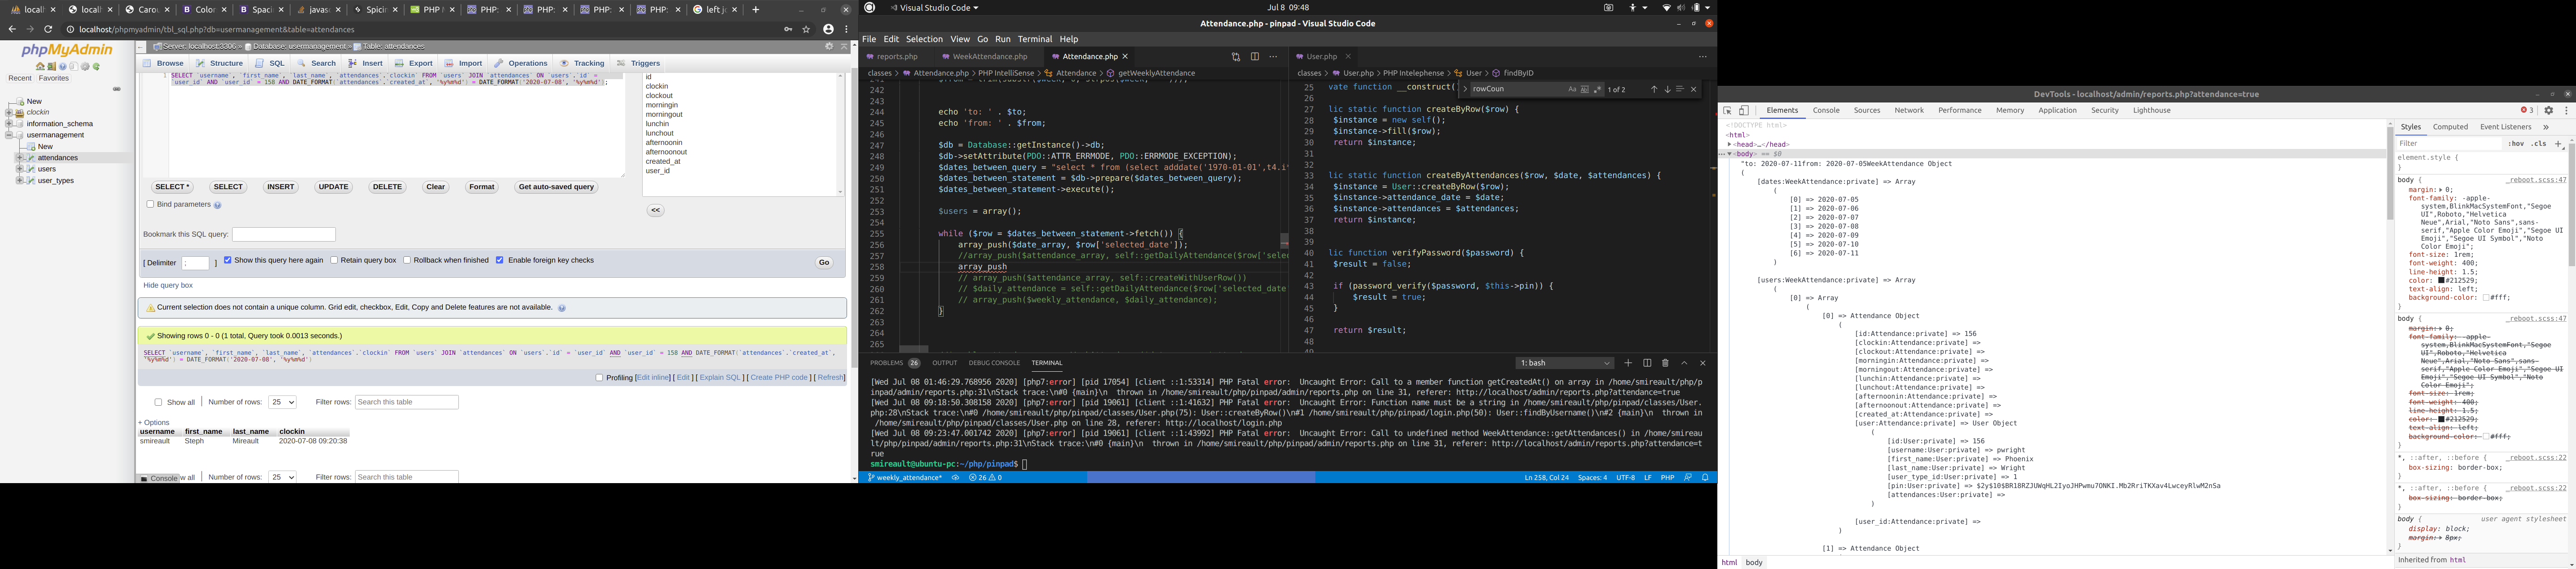 localh
localh
Carou
Color
Spaci
javas
Spicin
PHP M
PHP:
PHP:
PHP:
PHP:
left jo
localhost/phpmyadmin/tbl_sql.php?db=usermanagement&table=attendances
phpMyAdmin
Recent Favorites
New
clockin
information_schema
usermanagement
New
attendances
users
user_types
Server: localhost:3306 » Database: usermanagement » Table: attendances
Browse Structure SQL Search Insert Export Import Operations Tracking Triggers
1 SELECT `username`, `first_name`, `last_name`, `attendances`.`clockin` FROM `users` JOIN `attendances` ON `users`.`id` =
`user_id` AND `user_id` = 158 AND DATE_FORMAT(`attendances`.`created_at`, '%y%m%d') = DATE_FORMAT('2020-07-08', '%y%m%d');
id
clockin
clockout
morningin
morningout
lunchin
lunchout
afternoonin
afternoonout
created_at
user_id
SELECT * SELECT INSERT UPDATE DELETE Clear Format Get auto-saved query
<<
Bind parameters
Bookmark this SQL query:
[ Delimiter ; ] Show this query here again Retain query box Rollback when finished Enable foreign key checks Go
Hide query box
Current selection does not contain a unique column. Grid edit, checkbox, Edit, Copy and Delete features are not available.
Showing rows 0 - 0 (1 total, Query took 0.0013 seconds.)
SELECT `username`, `first_name`, `last_name`, `attendances`.`clockin` FROM `users` JOIN `attendances` ON `users`.`id` = `user_id` AND `user_id` = 158 AND DATE_FORMAT(`attendances`.`created_at`,
'%y%m%d') = DATE_FORMAT('2020-07-08', '%y%m%d')
Profiling [Edit inline] [ Edit ] [ Explain SQL ] [ Create PHP code ] [ Refresh]
Show all Number of rows: 25 Filter rows: Search this table
+ Options
username first_name last_name clockin
smireault Steph Mireault 2020-07-08 09:20:38
Console w all Number of rows: 25 Filter rows: Search this table
Visual Studio Code
Jul 8 09:48
Attendance.php - pinpad - Visual Studio Code
File Edit Selection View Go Run Terminal Help
reports.php WeekAttendance.php Attendance.php
classes > Attendance.php > PHP IntelliSense > Attendance > getWeeklyAttendance
242
243
244 echo 'to: ' . $to;
245 echo 'from: ' . $from;
246
247 $db = Database::getInstance()->db;
248 $db->setAttribute(PDO::ATTR_ERRMODE, PDO::ERRMODE_EXCEPTION);
249 $dates_between_query = "select * from (select adddate('1970-01-01',t4.i*
250 $dates_between_statement = $db->prepare($dates_between_query);
251 $dates_between_statement->execute();
252
253 $users = array();
254
255 while ($row = $dates_between_statement->fetch()) {
256 array_push($date_array, $row['selected_date']);
257 //array_push($attendance_array, self::getDailyAttendance($row['selec
258 array_push
259 // array_push($attendance_array, self::createWithUserRow())
260 // $daily_attendance = self::getDailyAttendance($row['selected_date
261 // array_push($weekly_attendance, $daily_attendance);
262 }
263
264
265
User.php
classes > User.php > PHP Intelephense > User > findByID
rowCoun Aa 1 of 2
25 vate function __construct(
26
27 lic static function createByRow($row) {
28 $instance = new self();
29 $instance->fill($row);
30 return $instance;
31
32
33 lic static function createByAttendances($row, $date, $attendances) {
34 $instance = User::createByRow($row);
35 $instance->attendance_date = $date;
36 $instance->attendances = $attendances;
37 return $instance;
38
39
40 lic function verifyPassword($password) {
41 $result = false;
42
43 if (password_verify($password, $this->pin)) {
44 $result = true;
45 }
46
47 return $result;
48
PROBLEMS 26 OUTPUT DEBUG CONSOLE TERMINAL 1: bash
[Wed Jul 08 01:46:29.768956 2020] [php7:error] [pid 17054] [client ::1:53314] PHP Fatal error: Uncaught Error: Call to a member function getCreatedAt() on array in /home/smireault/php/p
inpad/admin/reports.php:31\nStack trace:\n#0 {main}\n thrown in /home/smireault/php/pinpad/admin/reports.php on line 31, referer: http://localhost/admin/reports.php?attendance=true
[Wed Jul 08 09:18:50.308158 2020] [php7:error] [pid 19061] [client ::1:41632] PHP Fatal error: Uncaught Error: Function name must be a string in /home/smireault/php/pinpad/classes/User.
php:28\nStack trace:\n#0 /home/smireault/php/pinpad/classes/User.php(75): User::createByRow()\n#1 /home/smireault/php/pinpad/login.php(50): User::findByUsername()\n#2 {main}\n thrown in
/home/smireault/php/pinpad/classes/User.php on line 28, referer: http://localhost/login.php
[Wed Jul 08 09:23:47.001742 2020] [php7:error] [pid 19061] [client ::1:43992] PHP Fatal error: Uncaught Error: Call to undefined method WeekAttendance::getAttendances() in /home/smireau
lt/php/pinpad/admin/reports.php:31\nStack trace:\n#0 {main}\n thrown in /home/smireault/php/pinpad/admin/reports.php on line 31, referer: http://localhost/admin/reports.php?attendance=t
rue
smireault@ubuntu-pc:~/php/pinpad$
weekly_attendance* 26 0 Ln 258, Col 24 Spaces: 4 UTF-8 LF PHP
DevTools - localhost/admin/reports.php?attendance=true
Elements Console Sources Network Performance Memory Application Security Lighthouse 3
<!DOCTYPE html>
<html>
<head>…</head>
<body> == $0
"to: 2020-07-11from: 2020-07-05WeekAttendance Object
(
[dates:WeekAttendance:private] => Array
(
[0] => 2020-07-05
[1] => 2020-07-06
[2] => 2020-07-07
[3] => 2020-07-08
[4] => 2020-07-09
[5] => 2020-07-10
[6] => 2020-07-11
)
[users:WeekAttendance:private] => Array
(
[0] => Array
(
[0] => Attendance Object
(
[id:Attendance:private] => 156
[clockin:Attendance:private] =>
[clockout:Attendance:private] =>
[morningin:Attendance:private] =>
[morningout:Attendance:private] =>
[lunchin:Attendance:private] =>
[lunchout:Attendance:private] =>
[afternoonin:Attendance:private] =>
[afternoonout:Attendance:private] =>
[created_at:Attendance:private] =>
[user:Attendance:private] => User Object
(
[id:User:private] => 156
[username:User:private] => pwright
[first_name:User:private] => Phoenix
[last_name:User:private] => Wright
[user_type_id:User:private] => 1
[pin:User:private] => $2y$10$BR18RZJUWqHL2IyoJHPwmu7ONKI.Mb2RriTKXav4LwceyRlwM2nSa
[attendances:User:private] =>
)
[user_id:Attendance:private] =>
)
[1] => Attendance Object
html body
Styles Computed Event Listeners »
Filter :hov .cls +
element.style {
}
body { _reboot.scss:47
margin: 0;
font-family: -apple-
system,BlinkMacSystemFont,"Segoe
UI",Roboto,"Helvetica
Neue",Arial,"Noto Sans",sans-
serif,"Apple Color Emoji","Segoe UI
Emoji","Segoe UI Symbol","Noto
Color Emoji";
font-size: 1rem;
font-weight: 400;
line-height: 1.5;
color: #212529;
text-align: left;
background-color: #fff;
}
body { _reboot.scss:47
margin: 0;
font-family: -apple-
system,BlinkMacSystemFont,"Segoe
UI",Roboto,"Helvetica
Neue",Arial,"Noto Sans",sans-
serif,"Apple Color Emoji","Segoe UI
Emoji","Segoe UI Symbol","Noto
Color Emoji";
font-size: 1rem;
font-weight: 400;
line-height: 1.5;
color: #212529;
text-align: left;
background-color: #fff;
}
*, ::after, ::before { _reboot.scss:22
box-sizing: border-box;
}
*, ::after, ::before { _reboot.scss:22
box-sizing: border-box;
}
body { user agent stylesheet
display: block;
margin: 8px;
}
Inherited from html